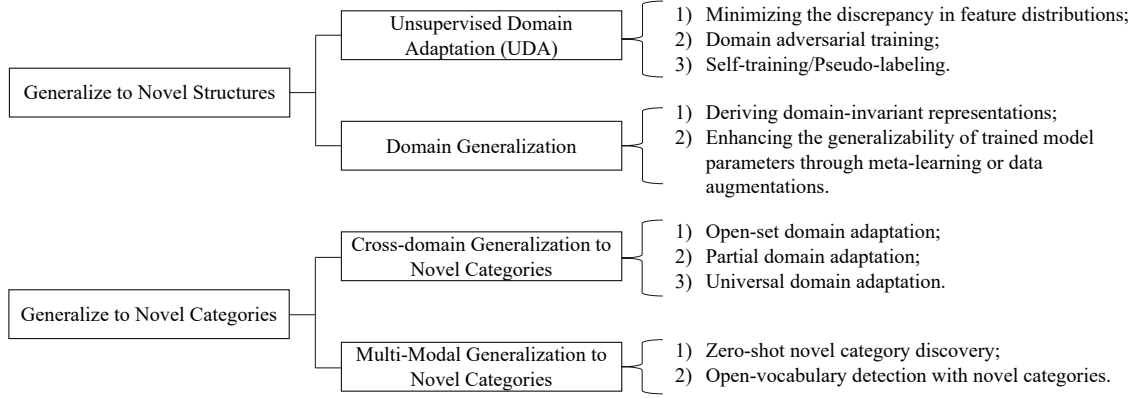 Generalize to Novel Structures
Unsupervised Domain
Adaptation (UDA)
1) Minimizing the discrepancy in feature distributions;
2) Domain adversarial training;
3) Self-training/Pseudo-labeling.
Domain Generalization
1) Deriving domain-invariant representations;
2) Enhancing the generalizability of trained model
parameters through meta-learning or data
augmentations.
Generalize to Novel Categories
Cross-domain Generalization to
Novel Categories
1) Open-set domain adaptation;
2) Partial domain adaptation;
3) Universal domain adaptation.
Multi-Modal Generalization to
Novel Categories
1) Zero-shot novel category discovery;
2) Open-vocabulary detection with novel categories.